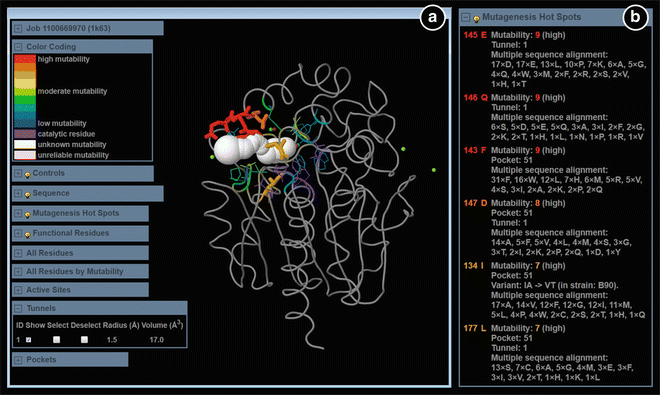 a
Job 1100669970 (1k63)
Color Coding
high mutability
moderate mutability
low mutability
catalytic residue
unknown mutability
unreliable mutability
Controls
Sequence
Mutagenesis Hot Spots
Functional Residues
All Residues
All Residues by Mutability
Active Sites
Tunnels
ID Show Select Deselect Radius (Å) Volume (Å3)
1 1.5 17.0
Pockets
b
Mutagenesis Hot Spots
145 E Mutability: 9 (high)
Tunnel: 1
Multiple sequence alignment:
17×D, 17×E, 13×L, 10×P, 7×K, 6×A, 5×G,
4×Q, 4×W, 3×M, 2×F, 2×R, 2×S, 2×V,
1×H, 1×T
146 Q Mutability: 9 (high)
Tunnel: 1
Multiple sequence alignment:
6×S, 5×D, 5×E, 5×Q, 3×A, 3×I, 2×F, 2×G,
2×K, 2×T, 1×H, 1×L, 1×N, 1×P, 1×R, 1×V
143 F Mutability: 9 (high)
Pocket: 51
Multiple sequence alignment:
31×F, 16×W, 12×L, 7×H, 6×M, 5×R, 5×V,
4×S, 3×I, 2×A, 2×K, 2×P, 2×Q
147 D Mutability: 8 (high)
Pocket: 51
Tunnel: 1
Multiple sequence alignment:
14×A, 5×F, 5×V, 4×L, 4×M, 4×S, 3×G,
3×T, 2×I, 2×K, 2×P, 2×Q, 1×D, 1×Y
134 I Mutability: 7 (high)
Pocket: 51
Variant: IA -> VT (in strain: B90).
Multiple sequence alignment:
17×A, 14×V, 12×F, 12×G, 12×I, 11×M,
5×L, 4×P, 4×W, 2×C, 2×S, 2×T, 1×H, 1×Q
177 L Mutability: 7 (high)
Pocket: 51
Tunnel: 1
Multiple sequence alignment:
13×S, 7×C, 6×A, 5×G, 4×M, 3×E, 3×F,
3×I, 3×V, 2×T, 1×H, 1×K, 1×L